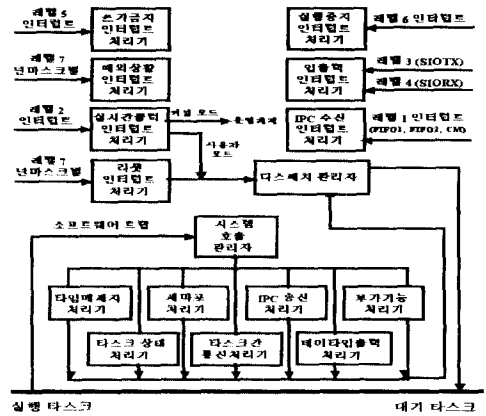 레벨 5
인터럽트
쓰기금지
인터럽트
처리기
실행중지
인터럽트
처리기
레벨 6 인터럽트
레벨 7
넌마스크벌
예외상황
인터럽트
처리기
입출력
인터럽트
처리기
레벨 3 (SIOTX)
레벨 4 (SIORX)
레벨 2
인터럽트
실시간클럭
인터럽트
처리기
커널 모드
운영체제
사용자
모드
IPC 수신
인터럽트
처리기
레벨 1 인터럽트
(FIFO1, FIFO2, CM)
레벨 7
넌마스크벌
리셋
인터럽트
처리기
디스패치 관리자
소프트웨어 트랩
시스템
호출
관리자
타임매체자
처리기
세마포
처리기
IPC 송신
처리기
부가기능
처리기
타스크 상태
처리기
타스크간
통신처리기
데이타입출력
처리기
실행 타스크
대기 타스크